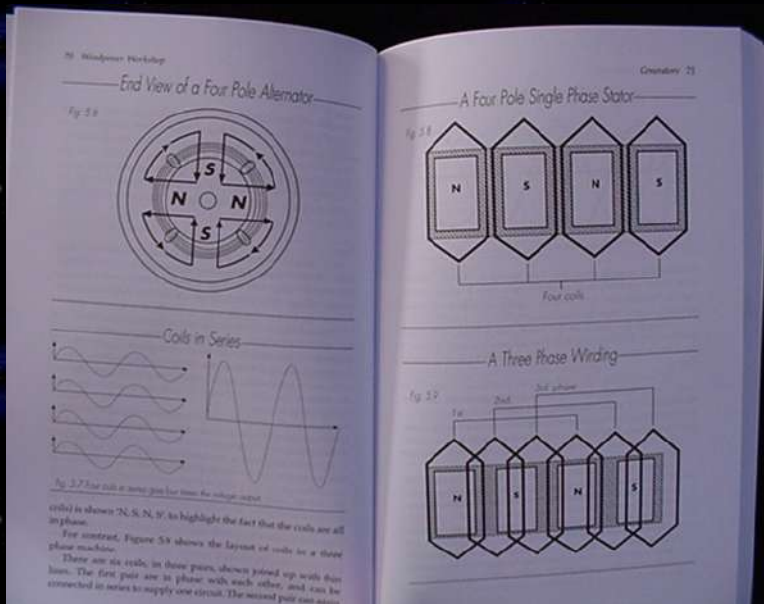 70 Windpower Workshop
End View of a Four Pole Alternator
Fig. 5.6
S
N N
S
Coils in Series
Fig. 5.7 Four coils in series give four times the voltage output
coils) is shown 'N, S, N, S', to highlight the fact that the coils are all
in phase.
For contrast, Figure 5.9 shows the layout of coils in a three
phase machine.
There are six coils, in three pairs, shown joined up with thin
lines. The first pair are in phase with each other, and can be
connected in series to supply one circuit. The second pair can
Generators 71
A Four Pole Single Phase Stator
Fig. 5.8
N S N S
Four coils
A Three Phase Winding
Fig. 5.9
1st 2nd 3rd phase
N S N S